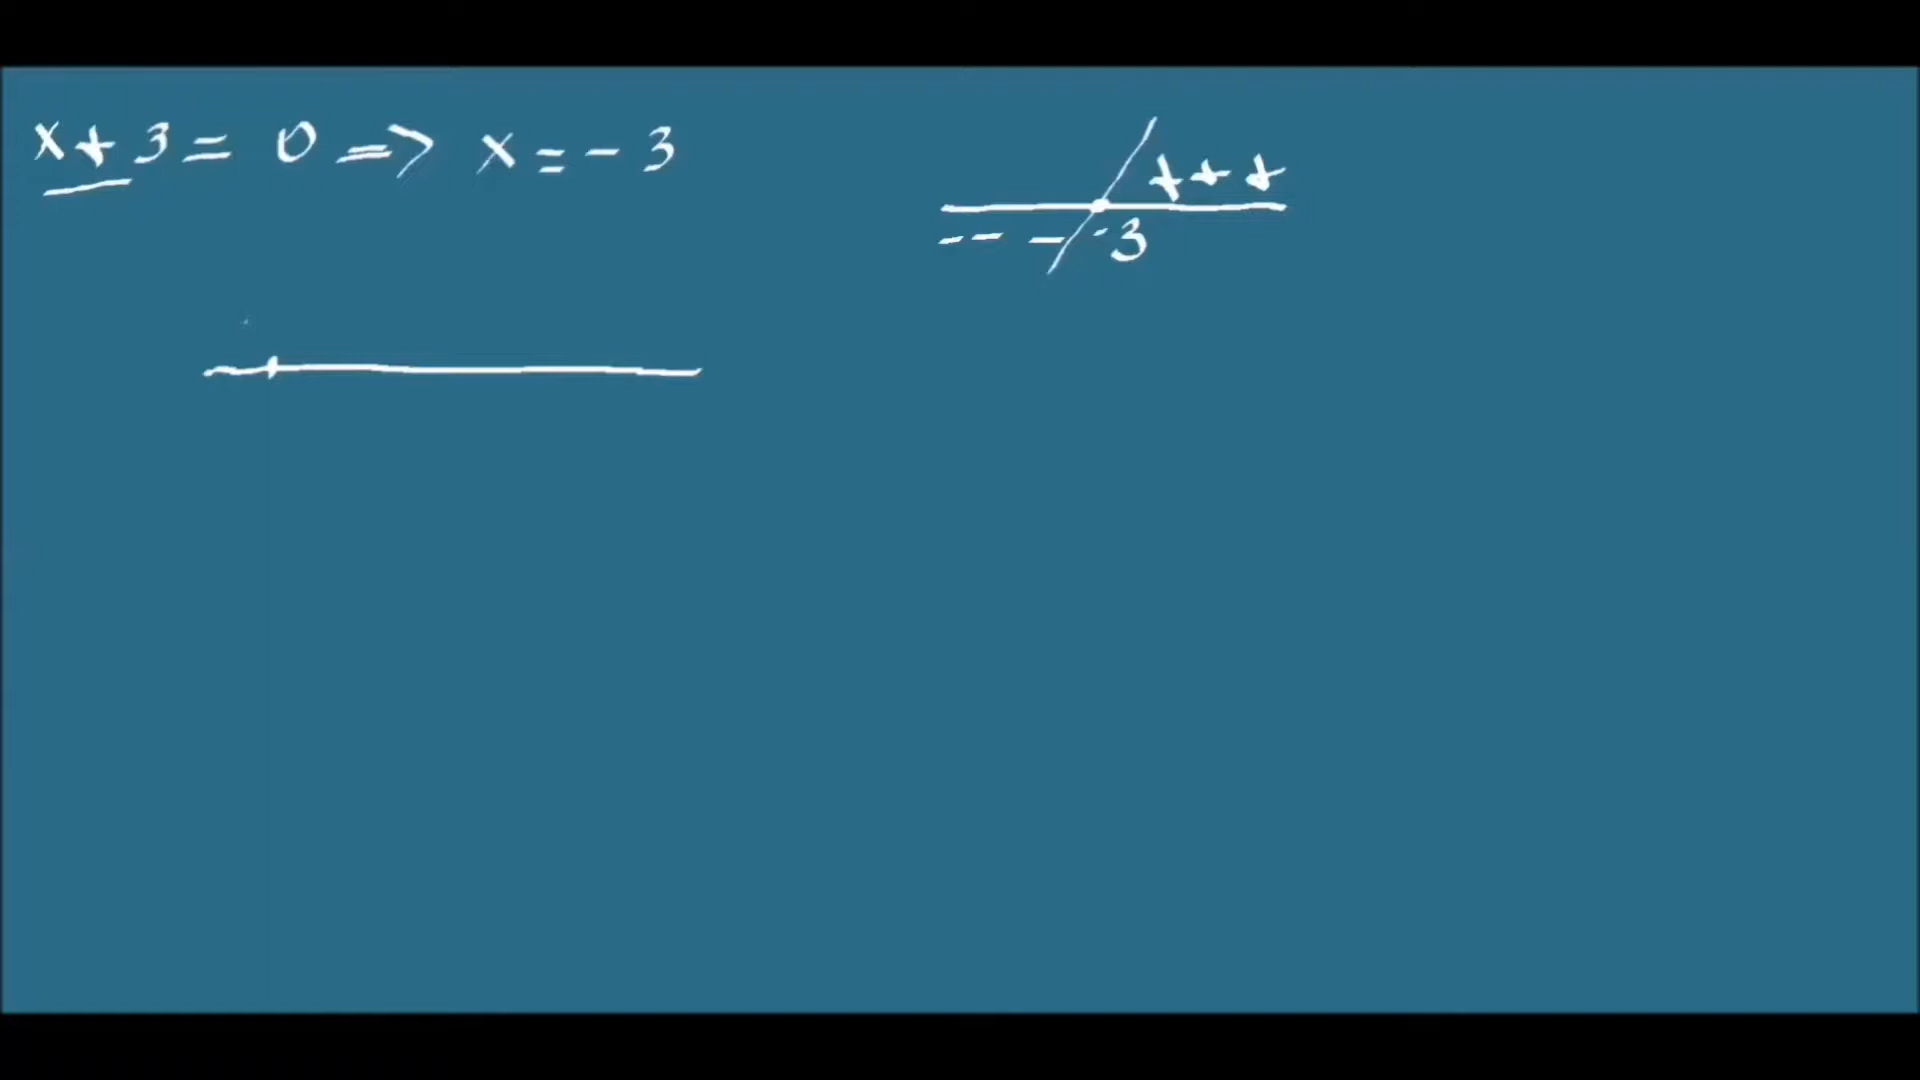 x + 3 = 0 => x = - 3
+ + +
- - - -3